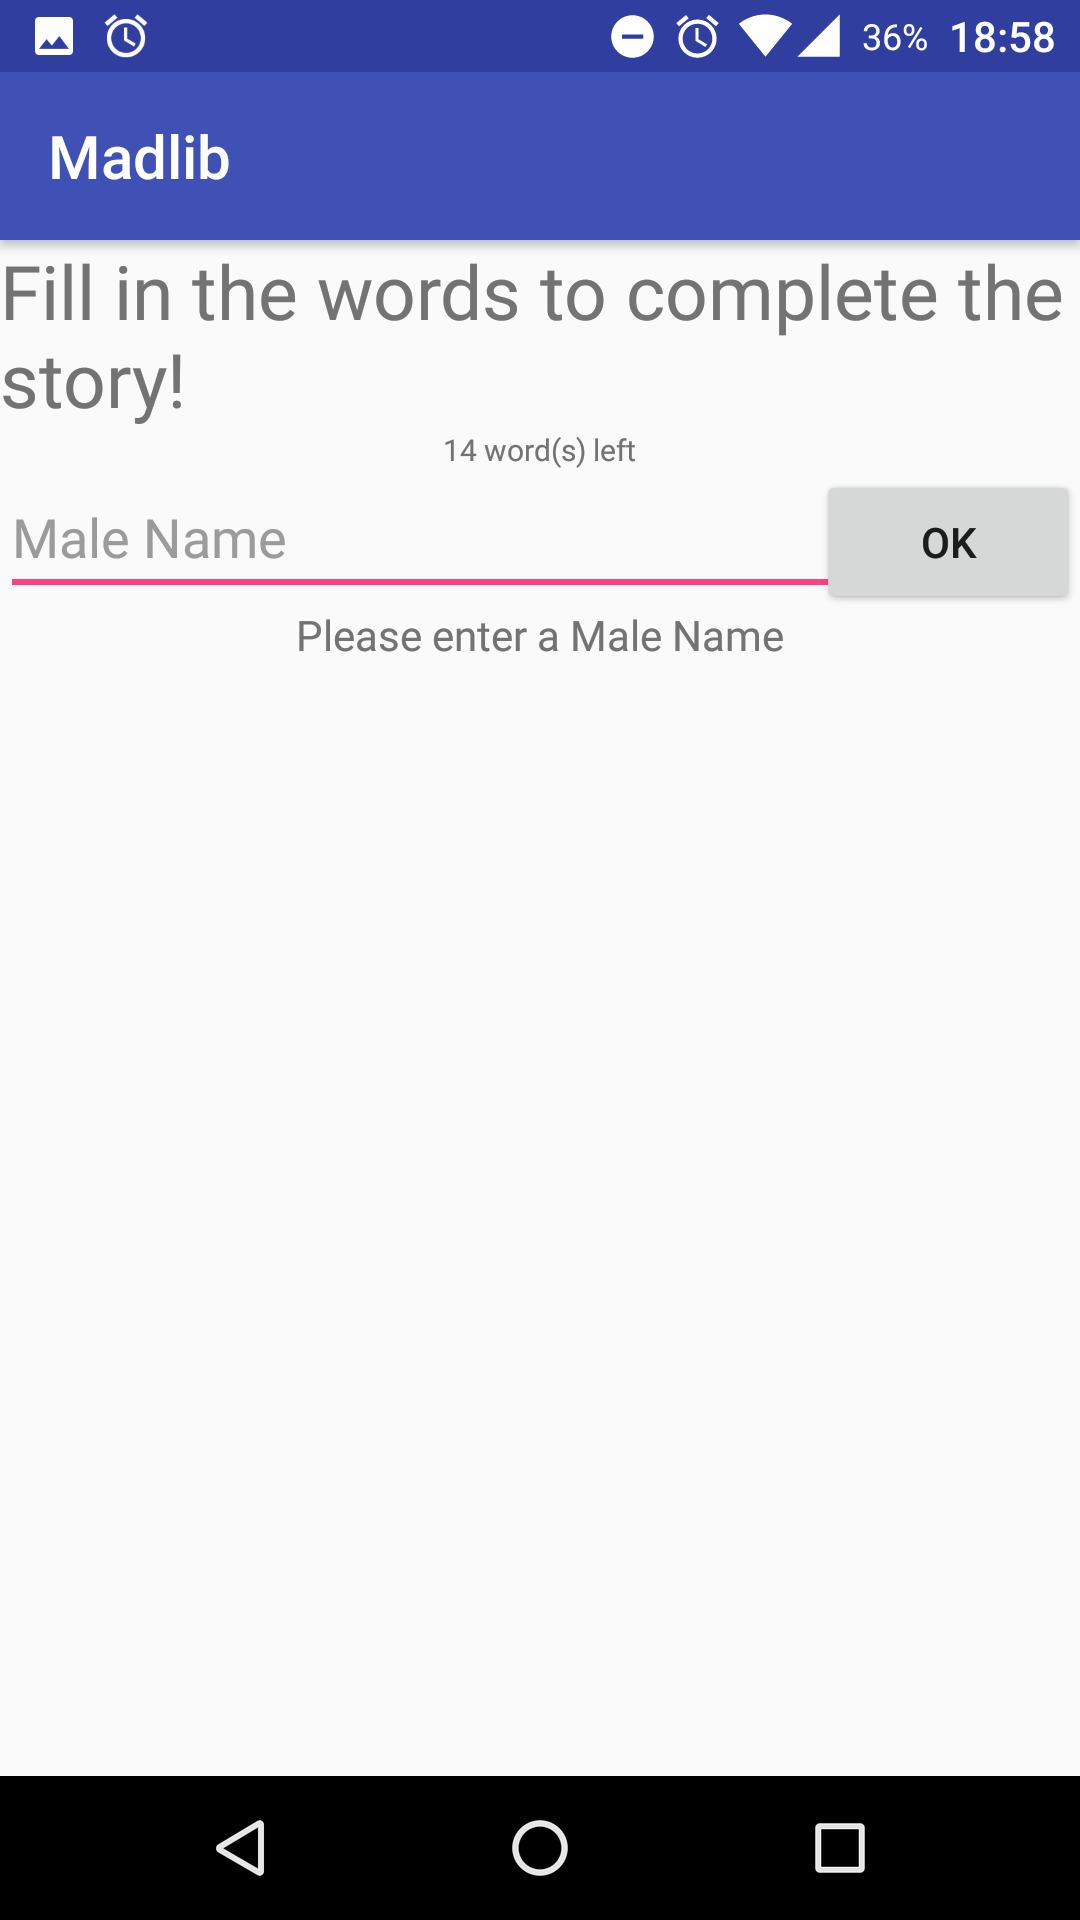 36% 18:58
Madlib
Fill in the words to complete the
story!
14 word(s) left
Male Name
OK
Please enter a Male Name